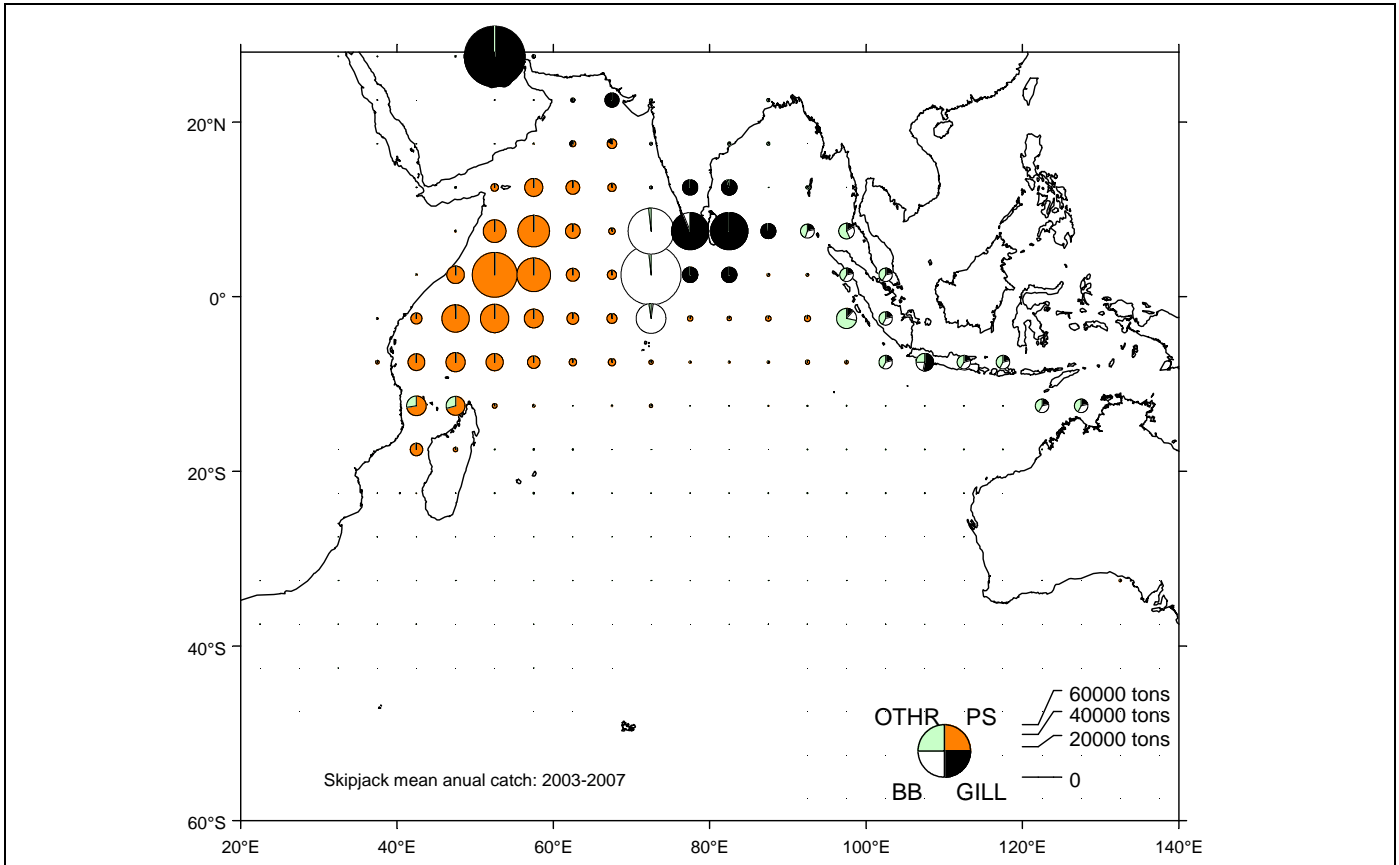 20°N
0°
20°S
40°S
60°S
20°E 40°E 60°E 80°E 100°E 120°E 140°E
OTHR PS
BB GILL
60000 tons
40000 tons
20000 tons
0
Skipjack mean anual catch: 2003-2007